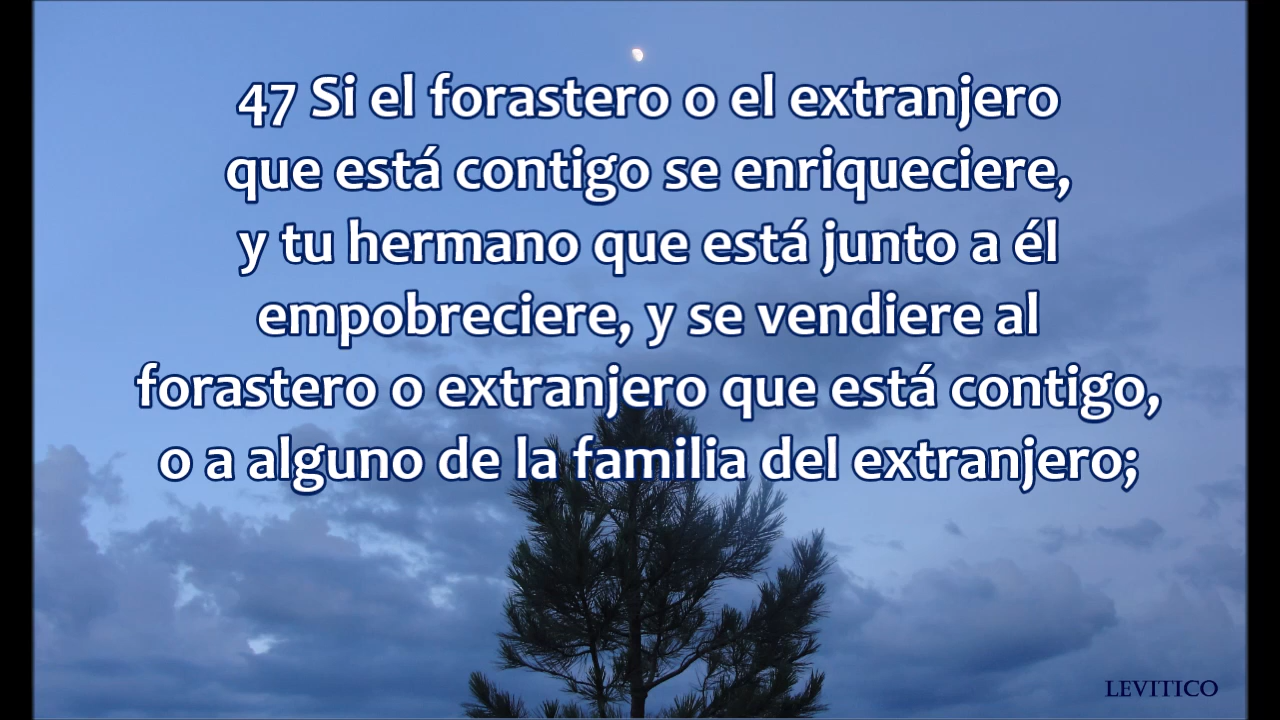 47 Si el forastero o el extranjero
que está contigo se enriqueciere,
y tu hermano que está junto a él
empobreciere, y se vendiere al
forastero o extranjero que está contigo,
o a alguno de la familia del extranjero;
LEVITICO